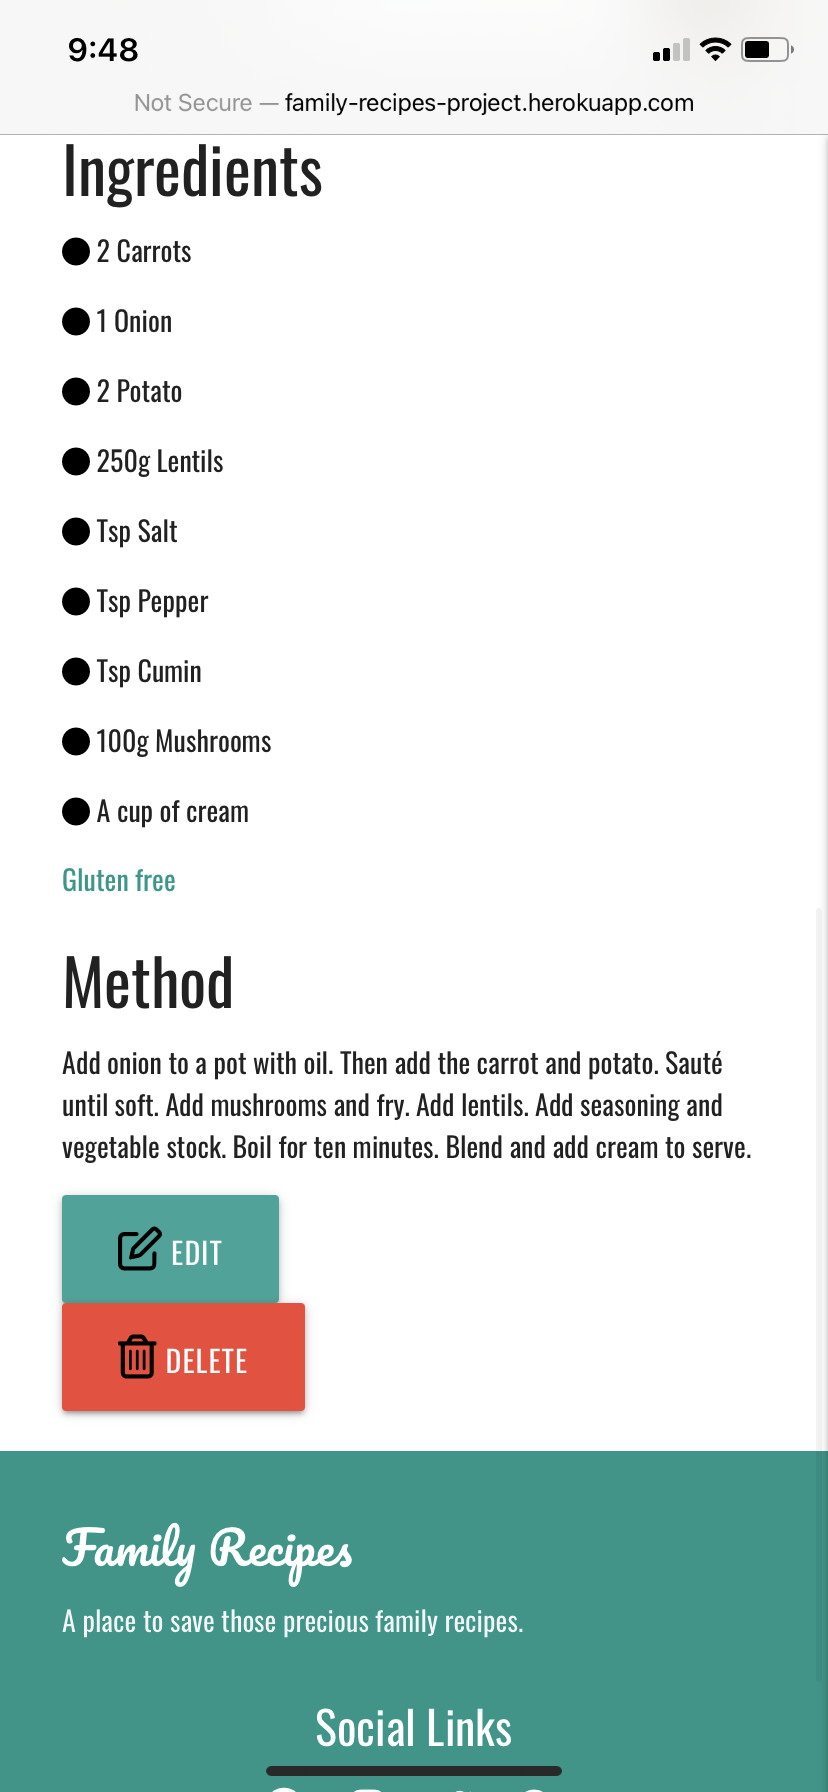 9:48
Not Secure — family-recipes-project.herokuapp.com
Ingredients
2 Carrots
1 Onion
2 Potato
250g Lentils
Tsp Salt
Tsp Pepper
Tsp Cumin
100g Mushrooms
A cup of cream
Gluten free
Method
Add onion to a pot with oil. Then add the carrot and potato. Sauté
until soft. Add mushrooms and fry. Add lentils. Add seasoning and
vegetable stock. Boil for ten minutes. Blend and add cream to serve.
EDIT
DELETE
Family Recipes
A place to save those precious family recipes.
Social Links